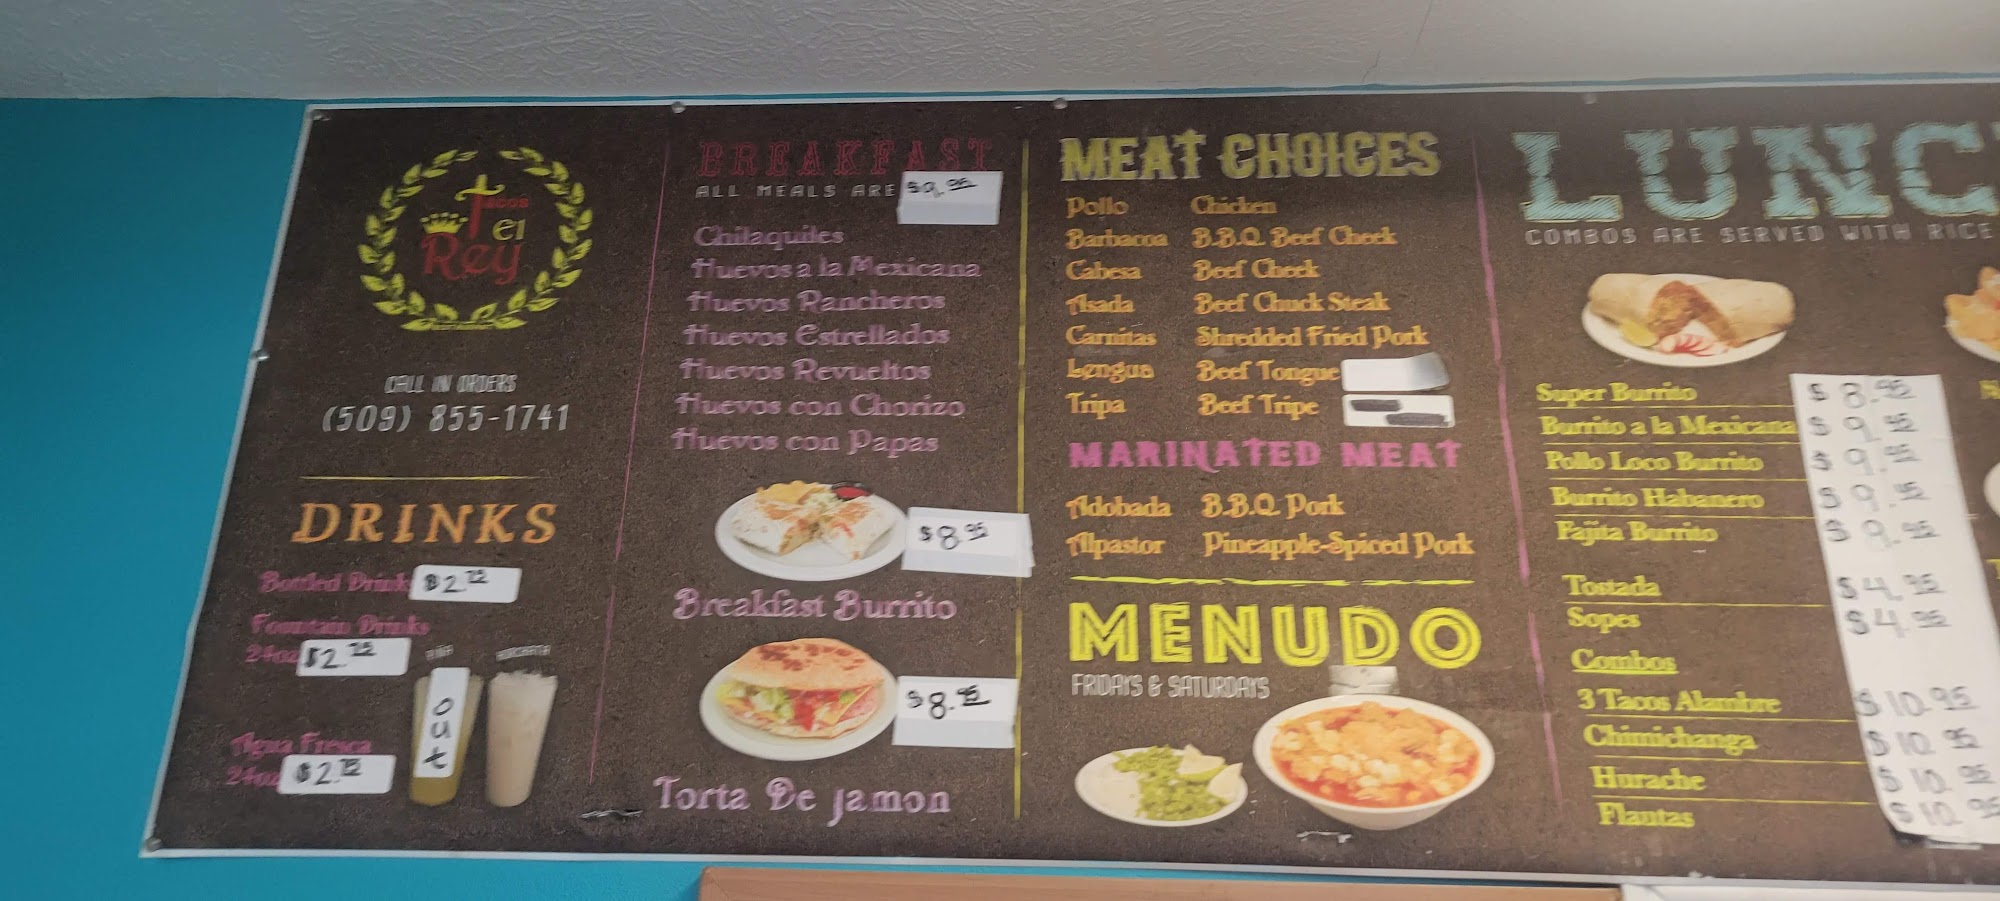 Tacos
el
Rey
CALL IN ORDERS
(509) 855-1741
DRINKS
Bottled Drink $2.75
Fountain Drinks
24oz $2.75
PIÑA
HORCHATA
out
Agua Fresca
24oz $2.75
BREAKFAST
ALL MEALS ARE $9.95
Chilaquiles
Huevos a la Mexicana
Huevos Rancheros
Huevos Estrellados
Huevos Revueltos
Huevos con Chorizo
Huevos con Papas
$8.95
Breakfast Burrito
$8.95
Torta De Jamon
MEAT CHOICES
Pollo Chicken
Barbacoa B.B.Q. Beef Cheek
Cabesa Beef Cheek
Asada Beef Chuck Steak
Carnitas Shredded Fried Pork
Lengua Beef Tongue
Tripa Beef Tripe
MARINATED MEAT
Adobada B.B.Q. Pork
Alpastor Pineapple-Spiced Pork
MENUDO
FRIDAYS & SATURDAYS
LUNC
COMBOS ARE SERVED WITH RICE
Super Burrito $8.95
Burrito a la Mexicana $9.95
Pollo Loco Burrito $9.95
Burrito Habanero $9.95
Fajita Burrito $9.95
Tostada $4.95
Sopes $4.95
Combos
3 Tacos Alambre $10.95
Chimichanga $10.95
Hurache $10.95
Flautas $10.95